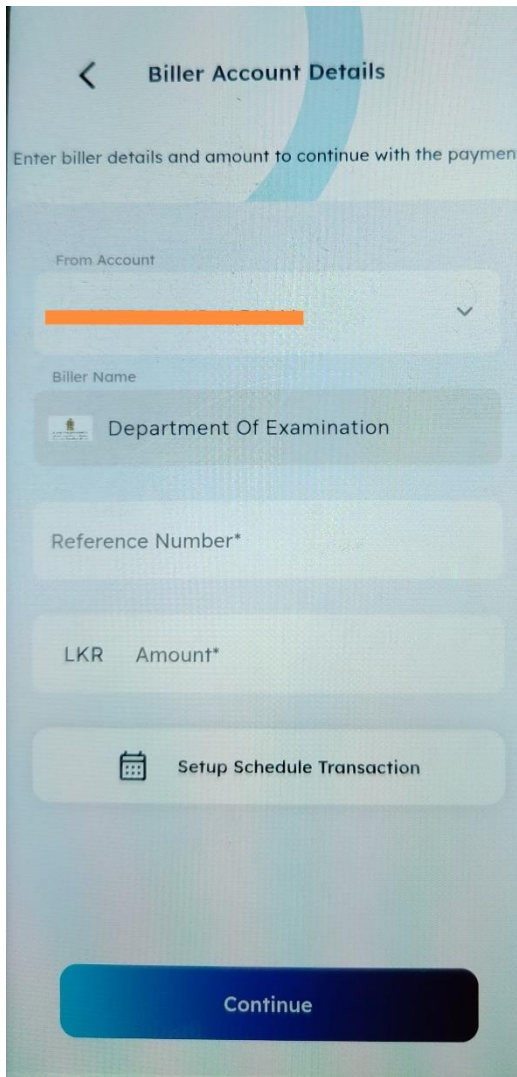 Biller Account Details
Enter biller details and amount to continue with the paymen
From Account
Biller Name
Department Of Examination
Reference Number*
LKR Amount*
Setup Schedule Transaction
Continue